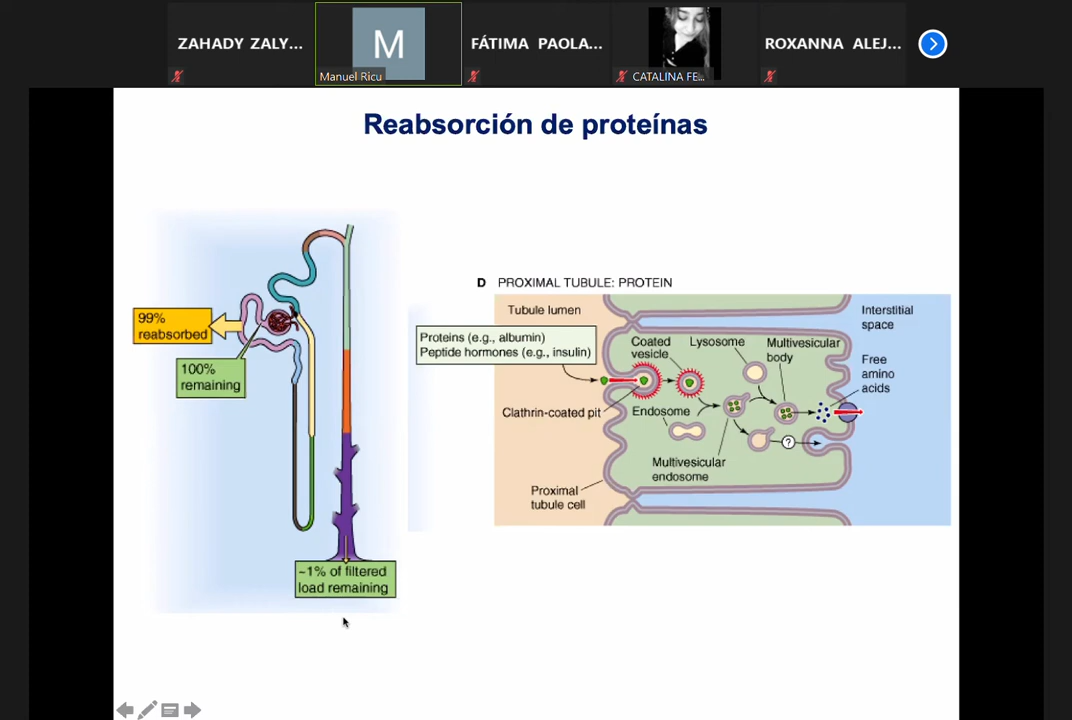 ZAHADY ZALY...
M
Manuel Ricu
FÁTIMA PAOLA...
CATALINA FE...
ROXANNA ALEJ...
Reabsorción de proteínas
99%
reabsorbed
100%
remaining
~1% of filtered
load remaining
D PROXIMAL TUBULE: PROTEIN
Tubule lumen
Interstitial
space
Proteins (e.g., albumin)
Peptide hormones (e.g., insulin)
Coated
vesicle
Lysosome
Multivesicular
body
Free
amino
acids
Clathrin-coated pit
Endosome
?
Multivesicular
endosome
Proximal
tubule cell